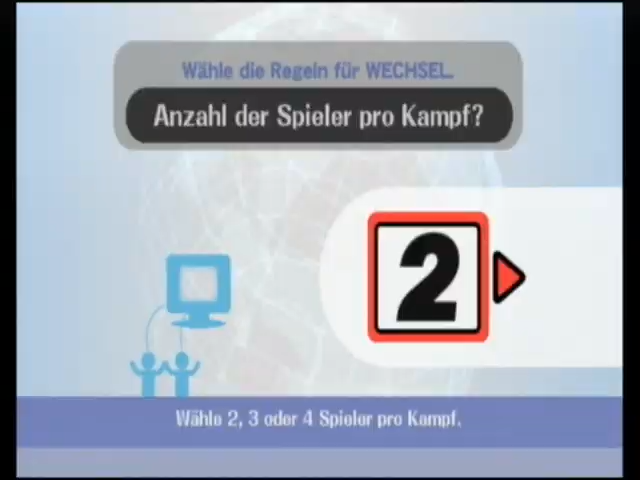 Wähle die Regeln für WECHSEL.
Anzahl der Spieler pro Kampf?
2
Wähle 2, 3 oder 4 Spieler pro Kampf.